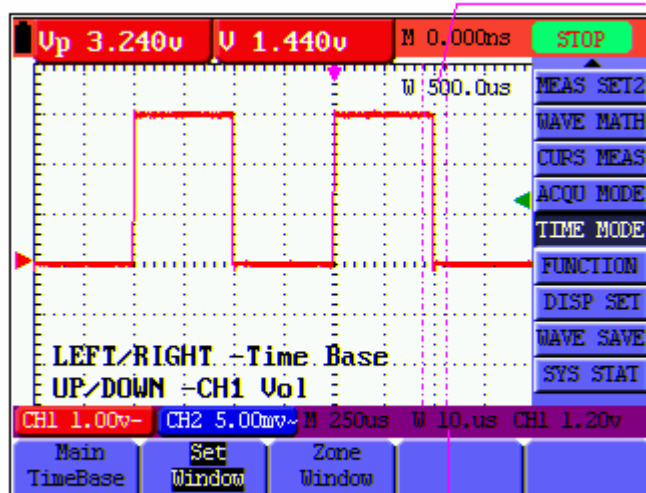 Vp 3.240v V 1.440v M 0.000ns STOP
W 500.0us
MEAS SET2
WAVE MATH
CURS MEAS
ACQU MODE
TIME MODE
FUNCTION
DISP SET
WAVE SAVE
SYS STAT
LEFT/RIGHT -Time Base
UP/DOWN -CH1 Vol
CH1 1.00v- CH2 5.00mv~ M 250us W 10.us CH1 1.20v
Main TimeBase
Set Window
Zone Window